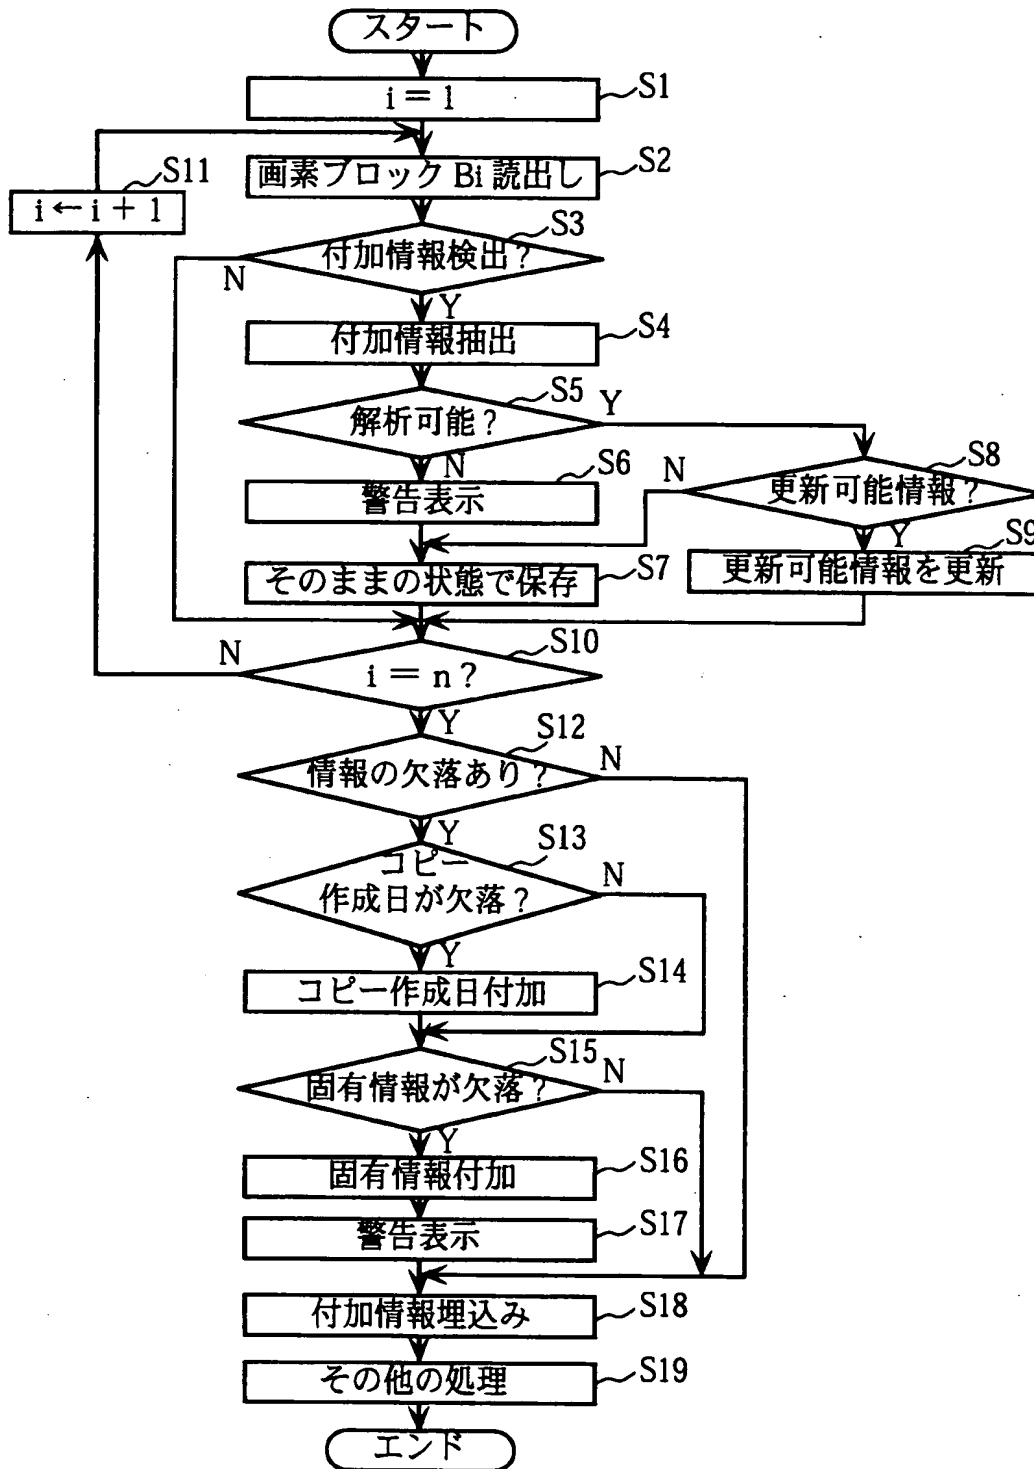 スタート
i = 1
S1
画素ブロック Bi 読出し
S2
S11
i ← i + 1
付加情報検出?
S3
N
Y
付加情報抽出
S4
解析可能?
S5
Y
N
警告表示
S6
更新可能情報?
S8
N
Y
そのままの状態で保存
S7
更新可能情報を更新
S9
i = n?
S10
N
Y
情報の欠落あり?
S12
N
Y
コピー
作成日が欠落?
S13
N
Y
コピー作成日付加
S14
固有情報が欠落?
S15
N
Y
固有情報付加
S16
警告表示
S17
付加情報埋込み
S18
その他の処理
S19
エンド